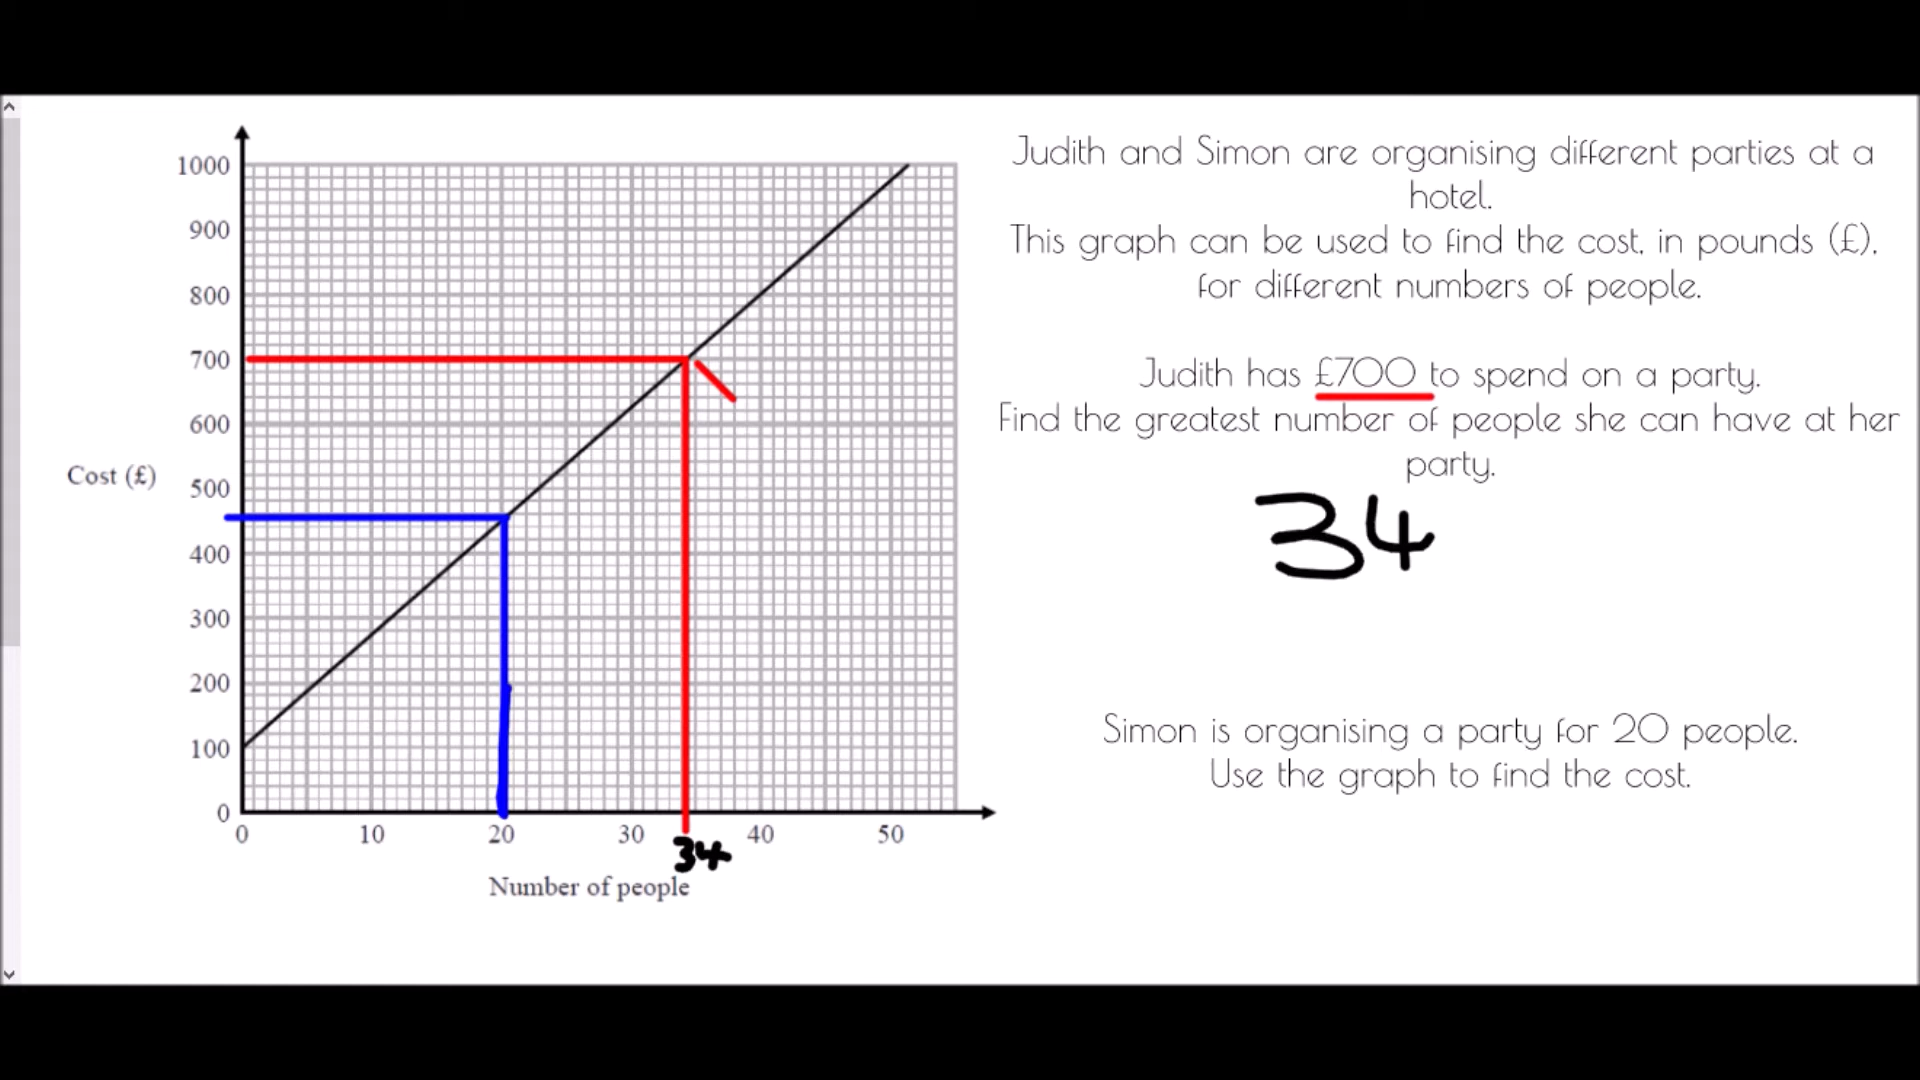 1000
900
800
700
600
Cost (£)
500
400
300
200
100
0
0 10 20 30 40 50
34
Number of people
Judith and Simon are organising different parties at a
hotel.
This graph can be used to find the cost, in pounds (£),
for different numbers of people.
Judith has £700 to spend on a party.
Find the greatest number of people she can have at her
party.
34
Simon is organising a party for 20 people.
Use the graph to find the cost.